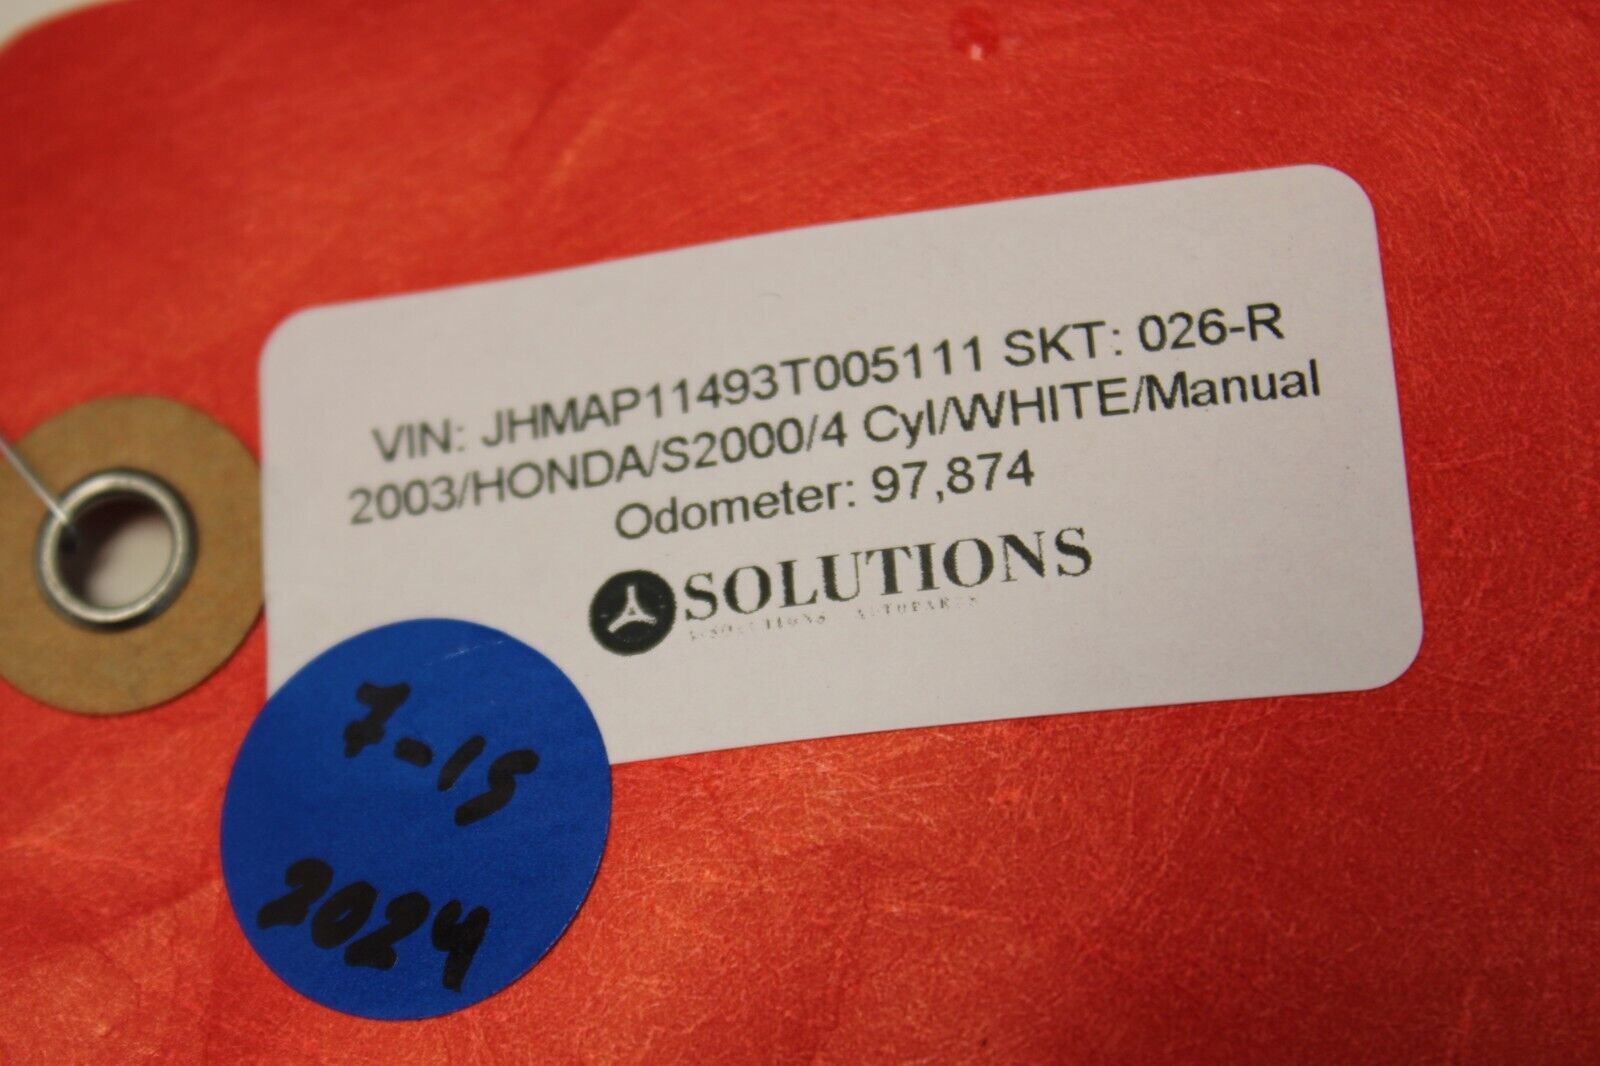 VIN: JHMAP11493T005111 SKT: 026-R
2003/HONDA/S2000/4 Cyl/WHITE/Manual
Odometer: 97,874
SOLUTIONS
7-15
2024